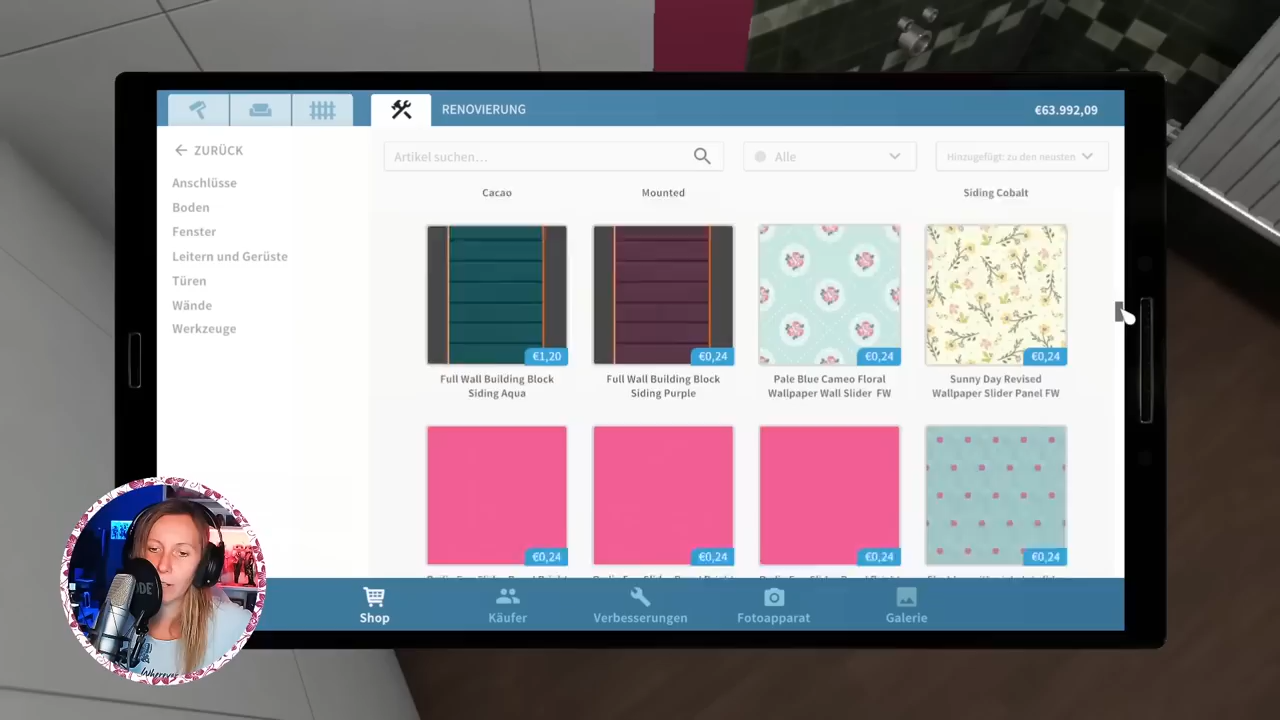 RENOVIERUNG
€63.992,09
ZURÜCK
Artikel suchen...
Alle
Hinzugefügt: zu den neusten
Anschlüsse
Boden
Fenster
Leitern und Gerüste
Türen
Wände
Werkzeuge
Cacao
Mounted
Siding Cobalt
€1,20
€0,24
€0,24
€0,24
Full Wall Building Block
Siding Aqua
Full Wall Building Block
Siding Purple
Pale Blue Cameo Floral
Wallpaper Wall Slider FW
Sunny Day Revised
Wallpaper Slider Panel FW
€0,24
€0,24
€0,24
€0,24
Shop
Käufer
Verbesserungen
Fotoapparat
Galerie